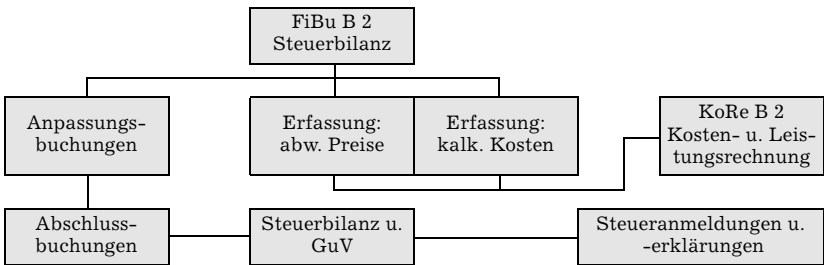 FiBu B 2
Steuerbilanz
Anpassungs-
buchungen
Erfassung:
abw. Preise
Erfassung:
kalk. Kosten
KoRe B 2
Kosten- u. Leis-
tungsrechnung
Abschluss-
buchungen
Steuerbilanz u.
GuV
Steueranmeldungen u.
-erklärungen